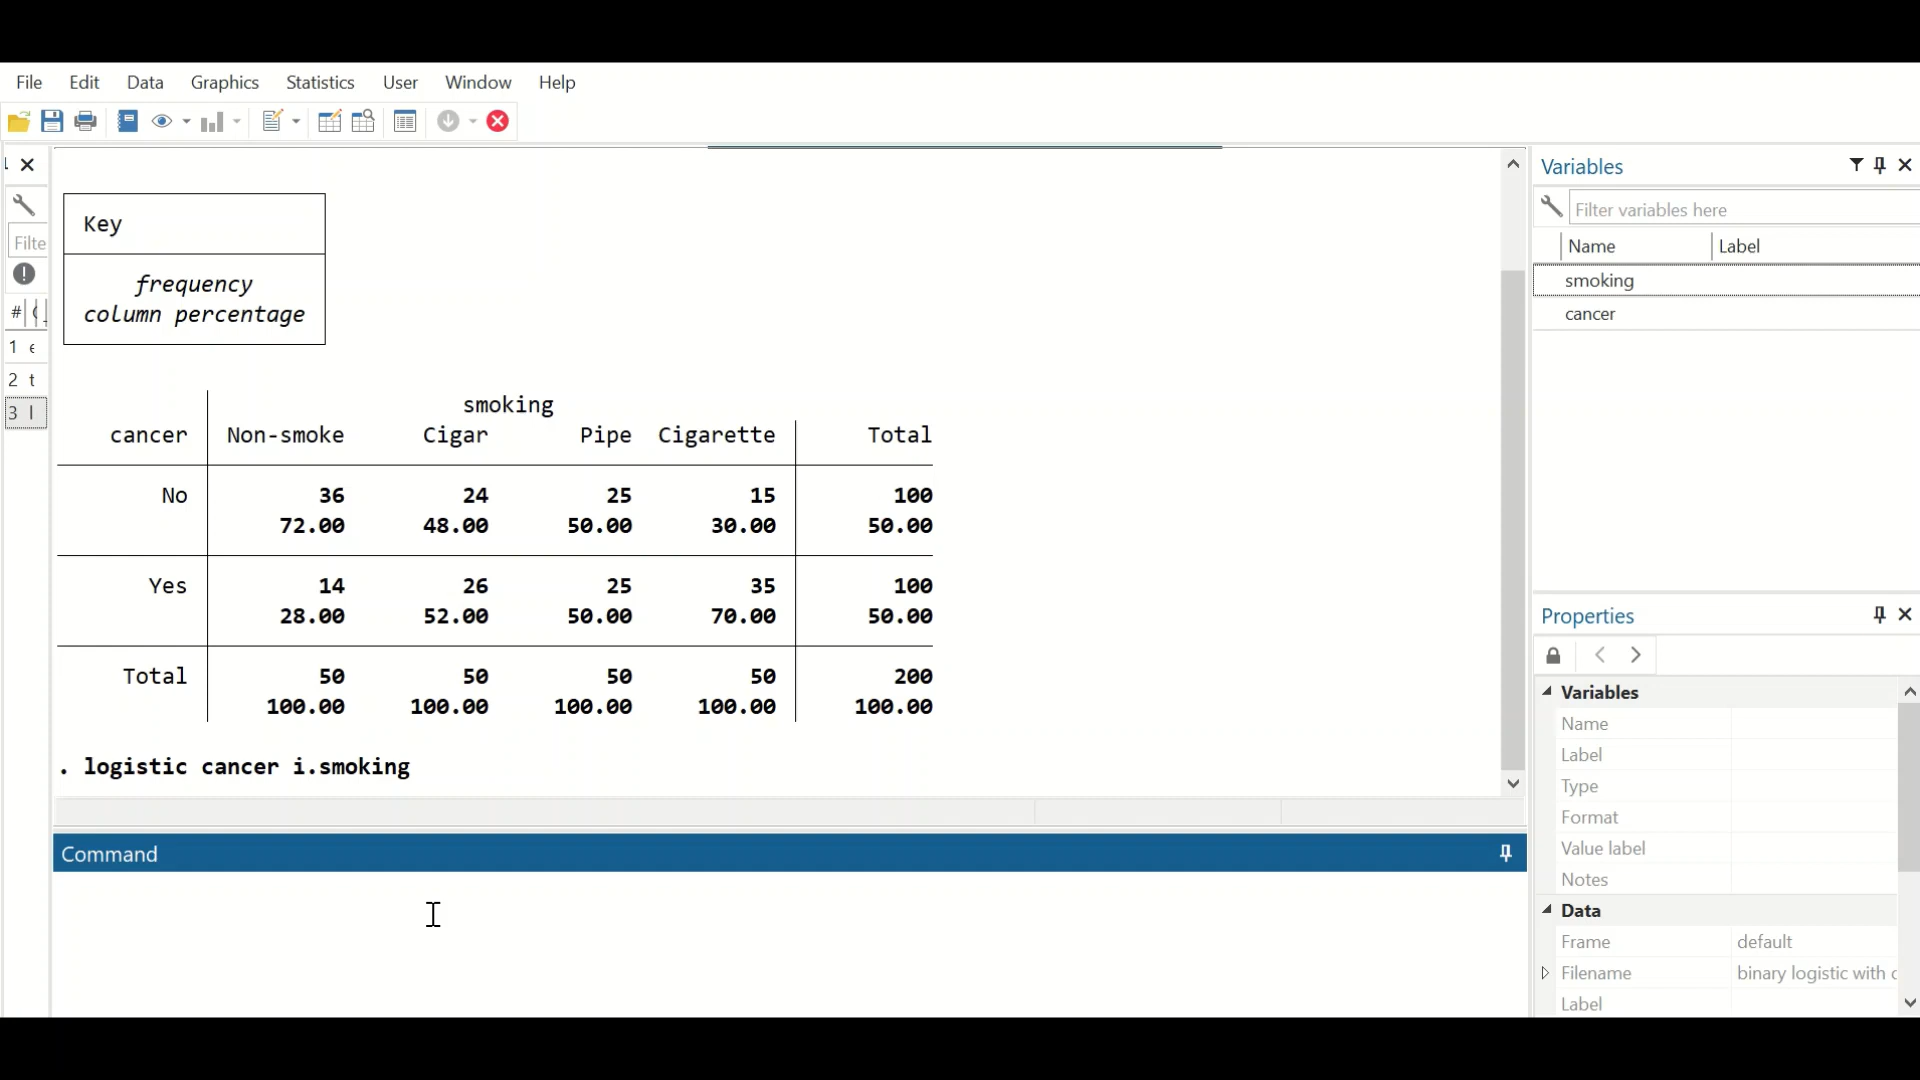 File Edit Data Graphics Statistics User Window Help
Variables
Filter variables here
Filte
Name Label
smoking
cancer
#
1 e
2 t
3 l
Key
frequency
column percentage
smoking
cancer Non-smoke Cigar Pipe Cigarette Total
No 36 24 25 15 100
72.00 48.00 50.00 30.00 50.00
Yes 14 26 25 35 100
28.00 52.00 50.00 70.00 50.00
Total 50 50 50 50 200
100.00 100.00 100.00 100.00 100.00
. logistic cancer i.smoking
Command
Properties
Variables
Name
Label
Type
Format
Value label
Notes
Data
Frame default
Filename binary logistic with c
Label